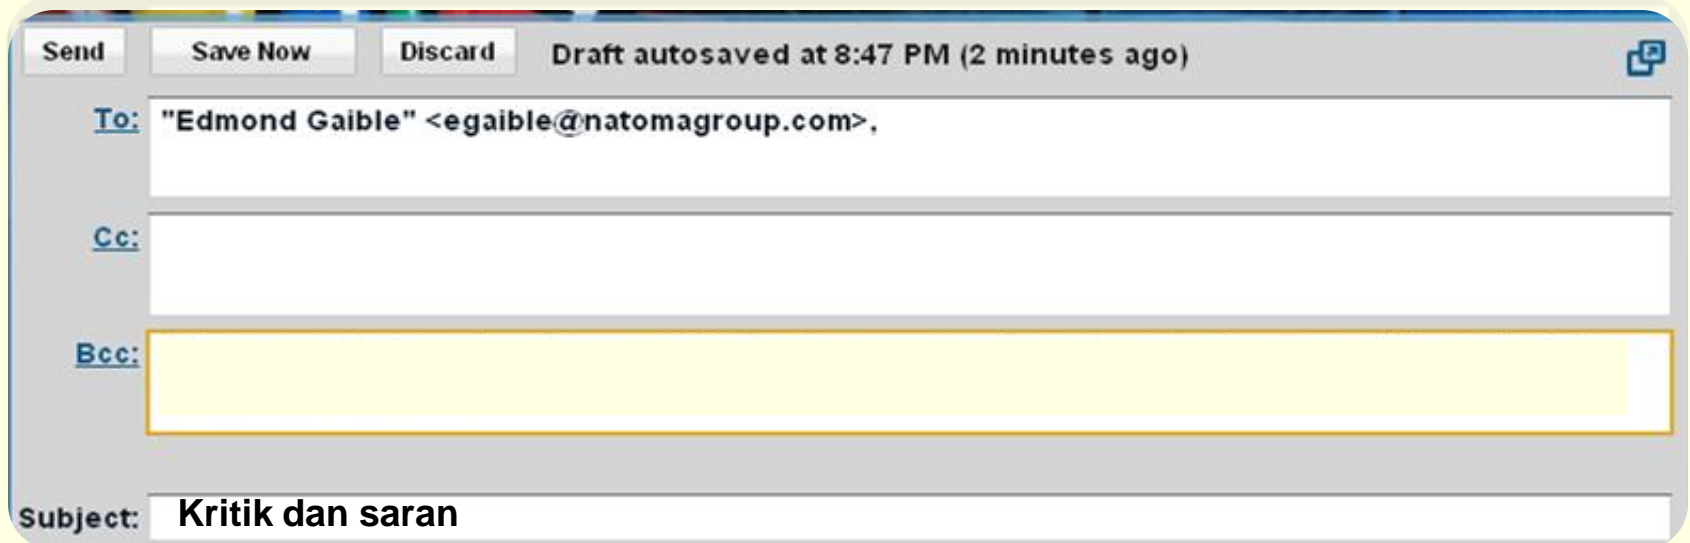 Send Save Now Discard Draft autosaved at 8:47 PM (2 minutes ago)
To: "Edmond Gaible" <egaible@natomagroup.com>,
Cc:
Bcc:
Subject: Kritik dan saran